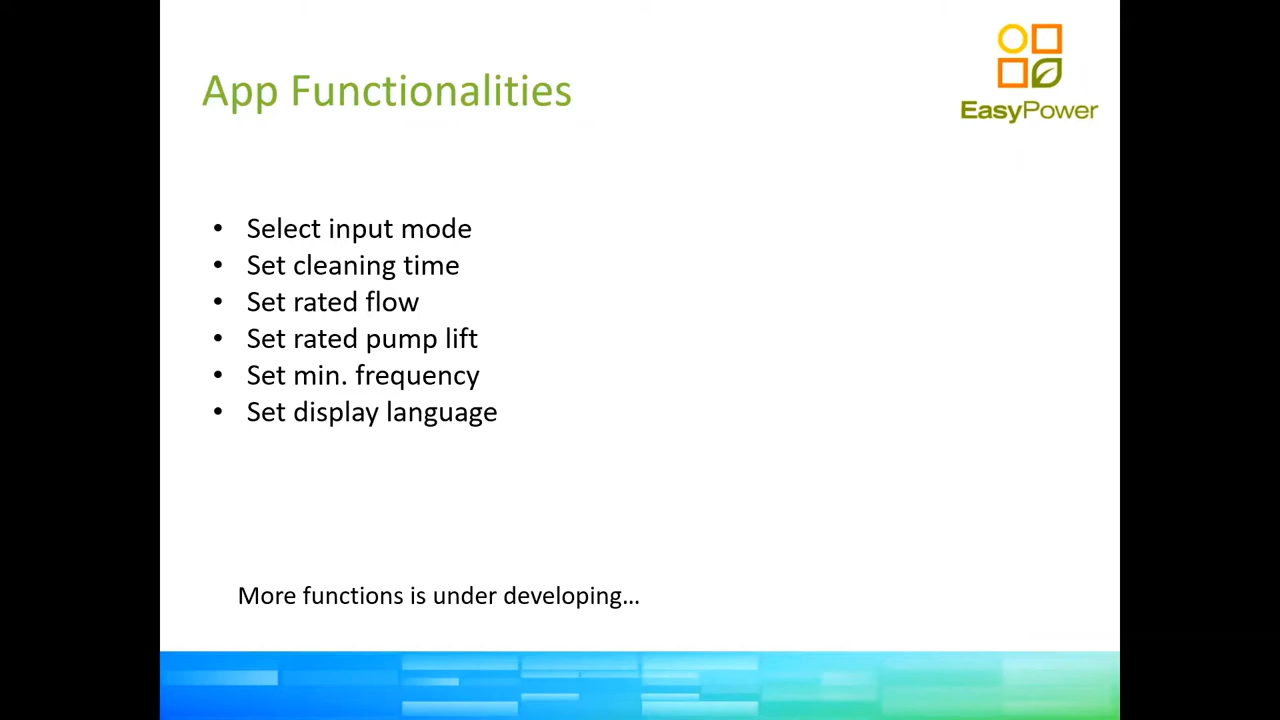 App Functionalities
EasyPower
• Select input mode
• Set cleaning time
• Set rated flow
• Set rated pump lift
• Set min. frequency
• Set display language
More functions is under developing…